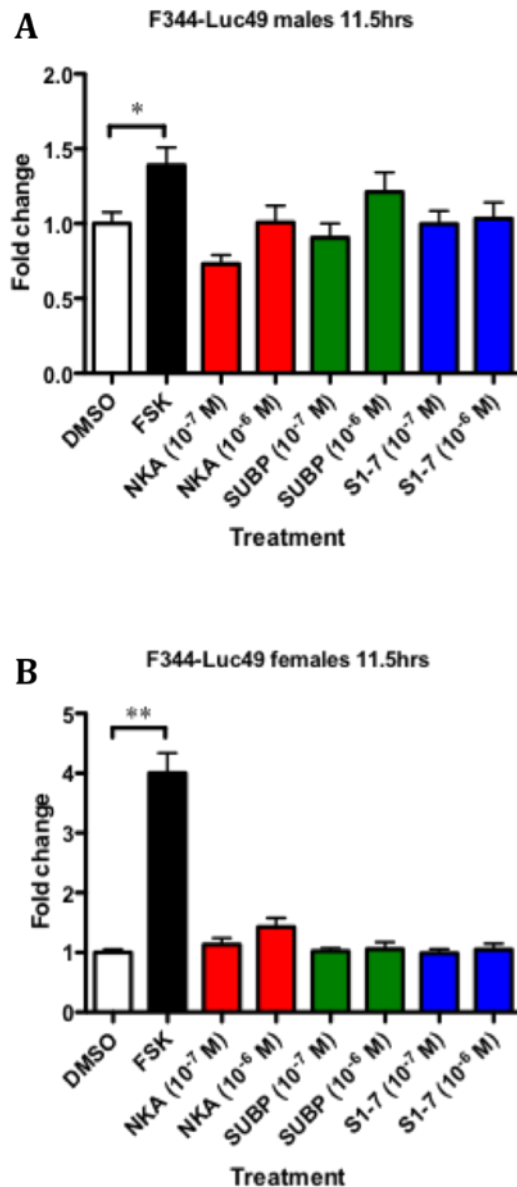 A
F344-Luc49 males 11.5hrs
Fold change
2.0
1.5
1.0
0.5
0.0
*
DMSO
FSK
NKA (10⁻⁷ M)
NKA (10⁻⁶ M)
SUBP (10⁻⁷ M)
SUBP (10⁻⁶ M)
S1-7 (10⁻⁷ M)
S1-7 (10⁻⁶ M)
Treatment
B
F344-Luc49 females 11.5hrs
Fold change
5
4
3
2
1
0
**
DMSO
FSK
NKA (10⁻⁷ M)
NKA (10⁻⁶ M)
SUBP (10⁻⁷ M)
SUBP (10⁻⁶ M)
S1-7 (10⁻⁷ M)
S1-7 (10⁻⁶ M)
Treatment